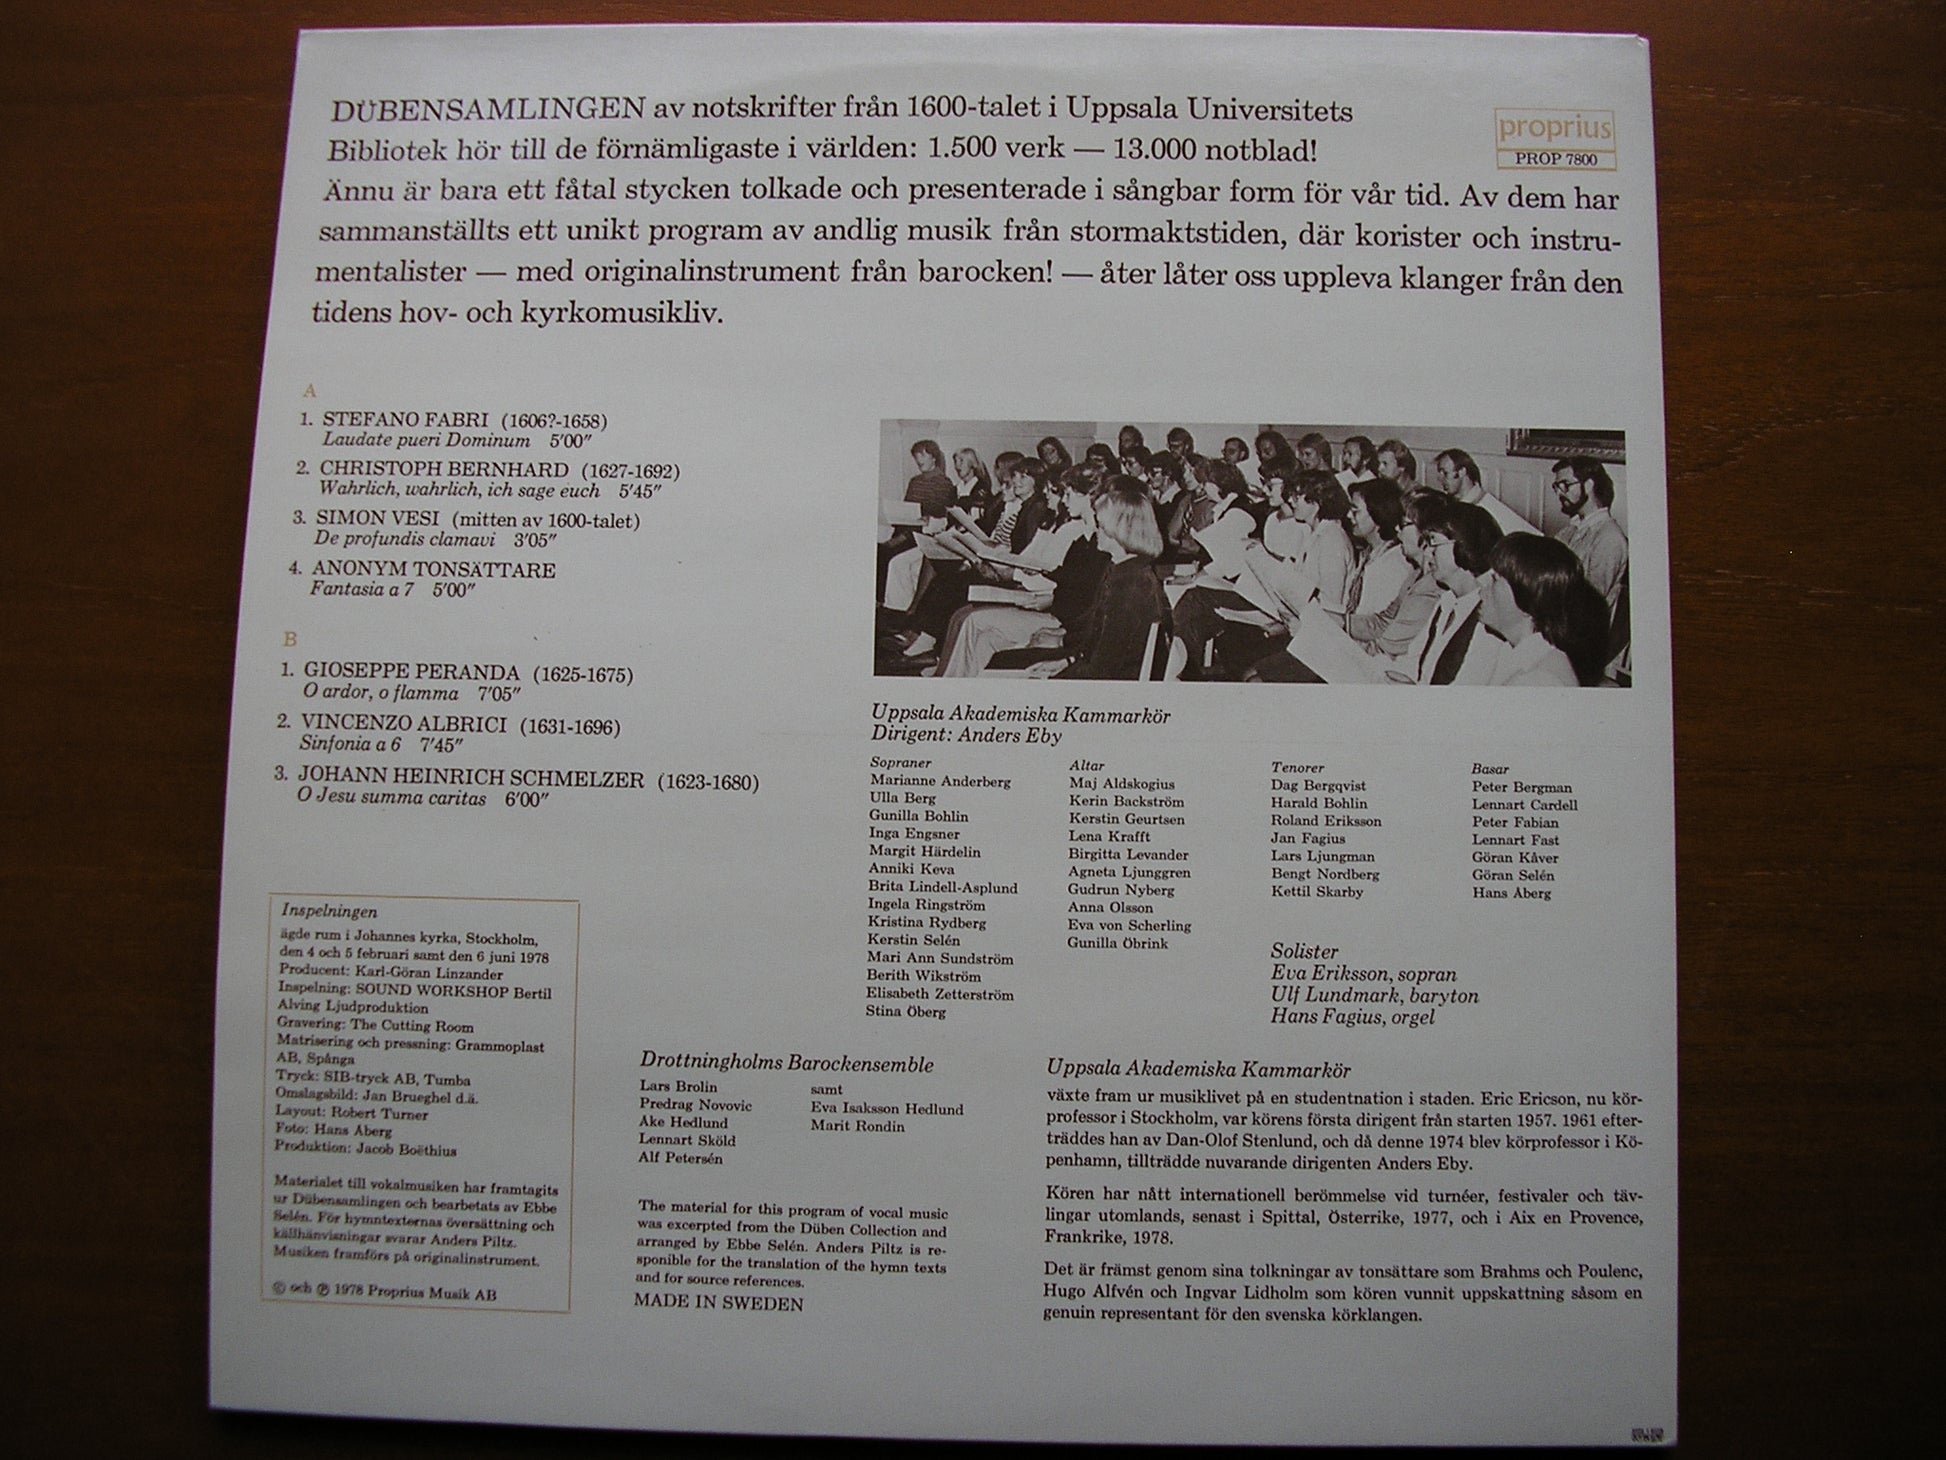 DÜBENSAMLINGEN av notskrifter från 1600-talet i Uppsala Universitets
Bibliotek hör till de förnämligaste i världen: 1.500 verk — 13.000 notblad!
Ännu är bara ett fåtal stycken tolkade och presenterade i sångbar form för vår tid. Av dem har
sammanställts ett unikt program av andlig musik från stormaktstiden, där korister och instru-
mentalister — med originalinstrument från barocken! — åter låter oss uppleva klanger från den
tidens hov- och kyrkomusikliv.
proprius
PROP 7800
A
1. STEFANO FABRI (1606?-1658)
Laudate pueri Dominum 5'00"
2. CHRISTOPH BERNHARD (1627-1692)
Wahrlich, wahrlich, ich sage euch 5'45"
3. SIMON VESI (mitten av 1600-talet)
De profundis clamavi 3'05"
4. ANONYM TONSÄTTARE
Fantasia a 7 5'00"
B
1. GIOSEPPE PERANDA (1625-1675)
O ardor, o flamma 7'05"
2. VINCENZO ALBRICI (1631-1696)
Sinfonia a 6 7'45"
3. JOHANN HEINRICH SCHMELZER (1623-1680)
O Jesu summa caritas 6'00"
Uppsala Akademiska Kammarkör
Dirigent: Anders Eby
Sopraner
Marianne Anderberg
Ulla Berg
Gunilla Bohlin
Inga Engsner
Margit Härdelin
Anniki Keva
Brita Lindell-Asplund
Ingela Ringström
Kristina Rydberg
Kerstin Selén
Mari Ann Sundström
Berith Wikström
Elisabeth Zetterström
Stina Öberg
Altar
Maj Aldskogius
Kerin Backström
Kerstin Geurtsen
Lena Krafft
Birgitta Levander
Agneta Ljunggren
Gudrun Nyberg
Anna Olsson
Eva von Scherling
Gunilla Öbrink
Tenorer
Dag Bergqvist
Harald Bohlin
Roland Eriksson
Jan Fagius
Lars Ljungman
Bengt Nordberg
Kettil Skarby
Basar
Peter Bergman
Lennart Cardell
Peter Fabian
Lennart Fast
Göran Kåver
Göran Selén
Hans Åberg
Solister
Eva Eriksson, sopran
Ulf Lundmark, baryton
Hans Fagius, orgel
Inspelningen
ägde rum i Johannes kyrka, Stockholm,
den 4 och 5 februari samt den 6 juni 1978
Producent: Karl-Göran Linzander
Inspelning: SOUND WORKSHOP Bertil
Alving Ljudproduktion
Gravering: The Cutting Room
Matrisering och pressning: Grammoplast
AB, Spånga
Tryck: SIB-tryck AB, Tumba
Omslagsbild: Jan Brueghel d.ä.
Layout: Robert Turner
Foto: Hans Åberg
Produktion: Jacob Boëthius
Materialet till vokalmusiken har framtagits
ur Dübensamlingen och bearbetats av Ebbe
Selén. För hymntexternas översättning och
källhänvisningar svarar Anders Piltz.
Musiken framförs på originalinstrument.
© och ℗ 1978 Proprius Musik AB
Drottningholms Barockensemble
Lars Brolin
Predrag Novovic
Åke Hedlund
Lennart Sköld
Alf Petersén
samt
Eva Isaksson Hedlund
Marit Rondin
The material for this program of vocal music
was excerpted from the Düben Collection and
arranged by Ebbe Selén. Anders Piltz is re-
sponible for the translation of the hymn texts
and for source references.
MADE IN SWEDEN
Uppsala Akademiska Kammarkör
växte fram ur musiklivet på en studentnation i staden. Eric Ericson, nu kör-
professor i Stockholm, var körens första dirigent från starten 1957. 1961 efter-
träddes han av Dan-Olof Stenlund, och då denne 1974 blev körprofessor i Kö-
penhamn, tillträdde nuvarande dirigenten Anders Eby.
Kören har nått internationell berömmelse vid turnéer, festivaler och täv-
lingar utomlands, senast i Spittal, Österrike, 1977, och i Aix en Provence,
Frankrike, 1978.
Det är främst genom sina tolkningar av tonsättare som Brahms och Poulenc,
Hugo Alfvén och Ingvar Lidholm som kören vunnit uppskattning såsom en
genuin representant för den svenska körklangen.